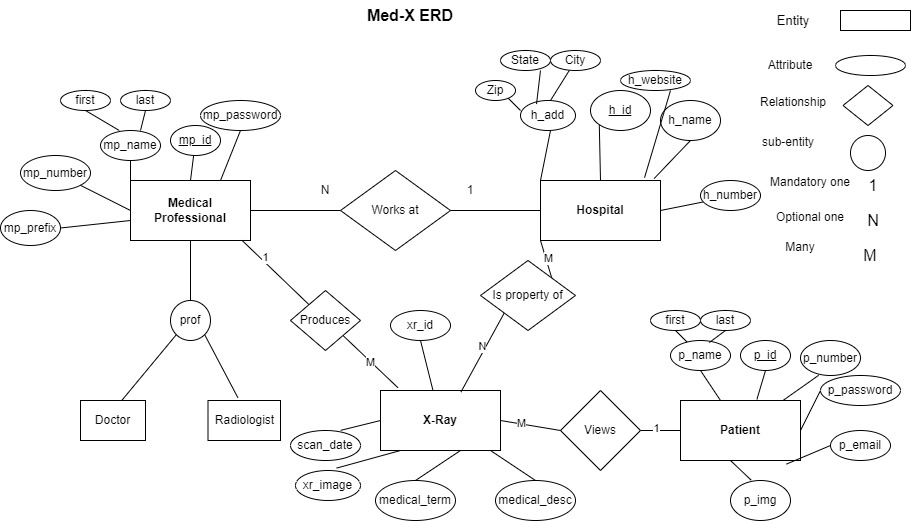 Med-X ERD
Entity
State
City
Attribute
Zip
h_website
first
last
Relationship
h_add
h_id
h_name
mp_password
mp_name
mp_id
sub-entity
mp_number
Mandatory one
1
N
1
h_number
Medical
Professional
Works at
Hospital
Optional one
N
mp_prefix
Many
M
1
M
Is property of
prof
Produces
xr_id
first
last
N
p_name
p_id
p_number
M
p_password
Doctor
Radiologist
X-Ray
M
Views
1
Patient
scan_date
p_email
xr_image
medical_term
medical_desc
p_img